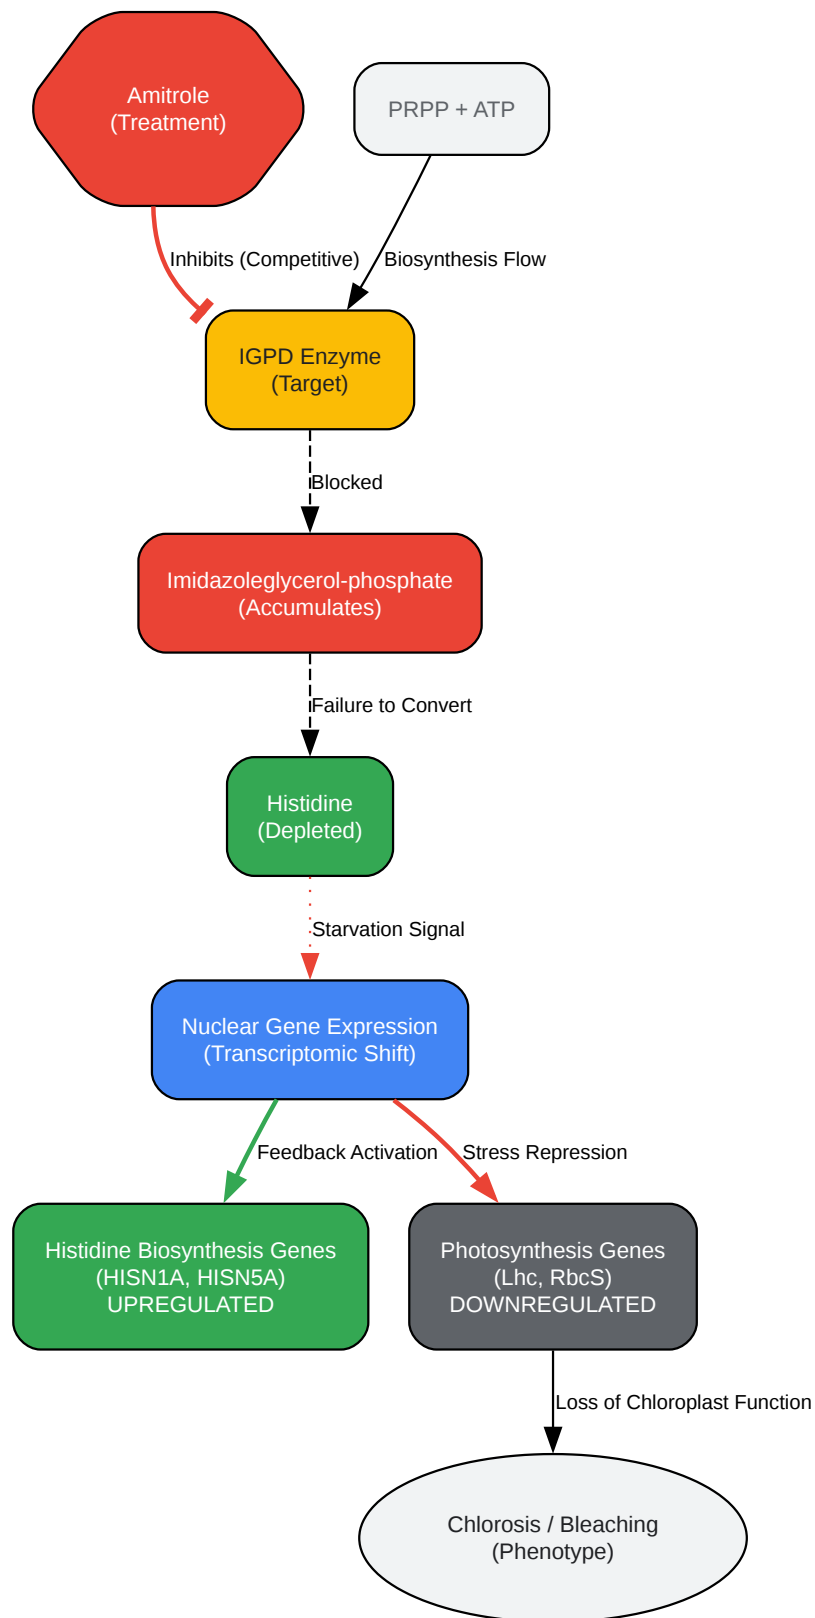 Amitrole
(Treatment)
PRPP + ATP
Inhibits (Competitive)
Biosynthesis Flow
IGPD Enzyme
(Target)
Blocked
Imidazoleglycerol-phosphate
(Accumulates)
Failure to Convert
Histidine
(Depleted)
Starvation Signal
Nuclear Gene Expression
(Transcriptomic Shift)
Feedback Activation
Stress Repression
Histidine Biosynthesis Genes
(HISN1A, HISN5A)
UPREGULATED
Photosynthesis Genes
(Lhc, RbcS)
DOWNREGULATED
Loss of Chloroplast Function
Chlorosis / Bleaching
(Phenotype)